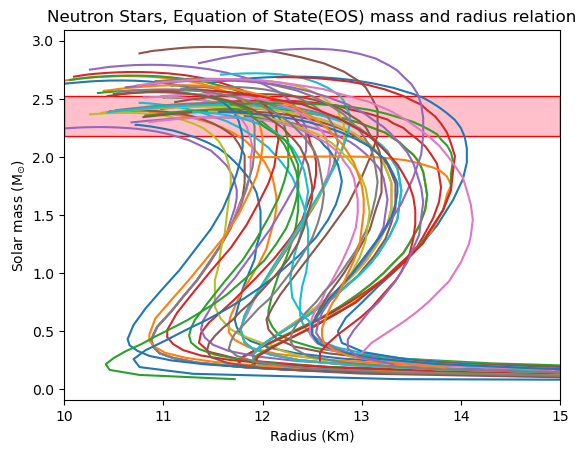 Neutron Stars, Equation of State(EOS) mass and radius relation
Solar mass (M⊙)
3.0
2.5
2.0
1.5
1.0
0.5
0.0
10 11 12 13 14 15
Radius (Km)